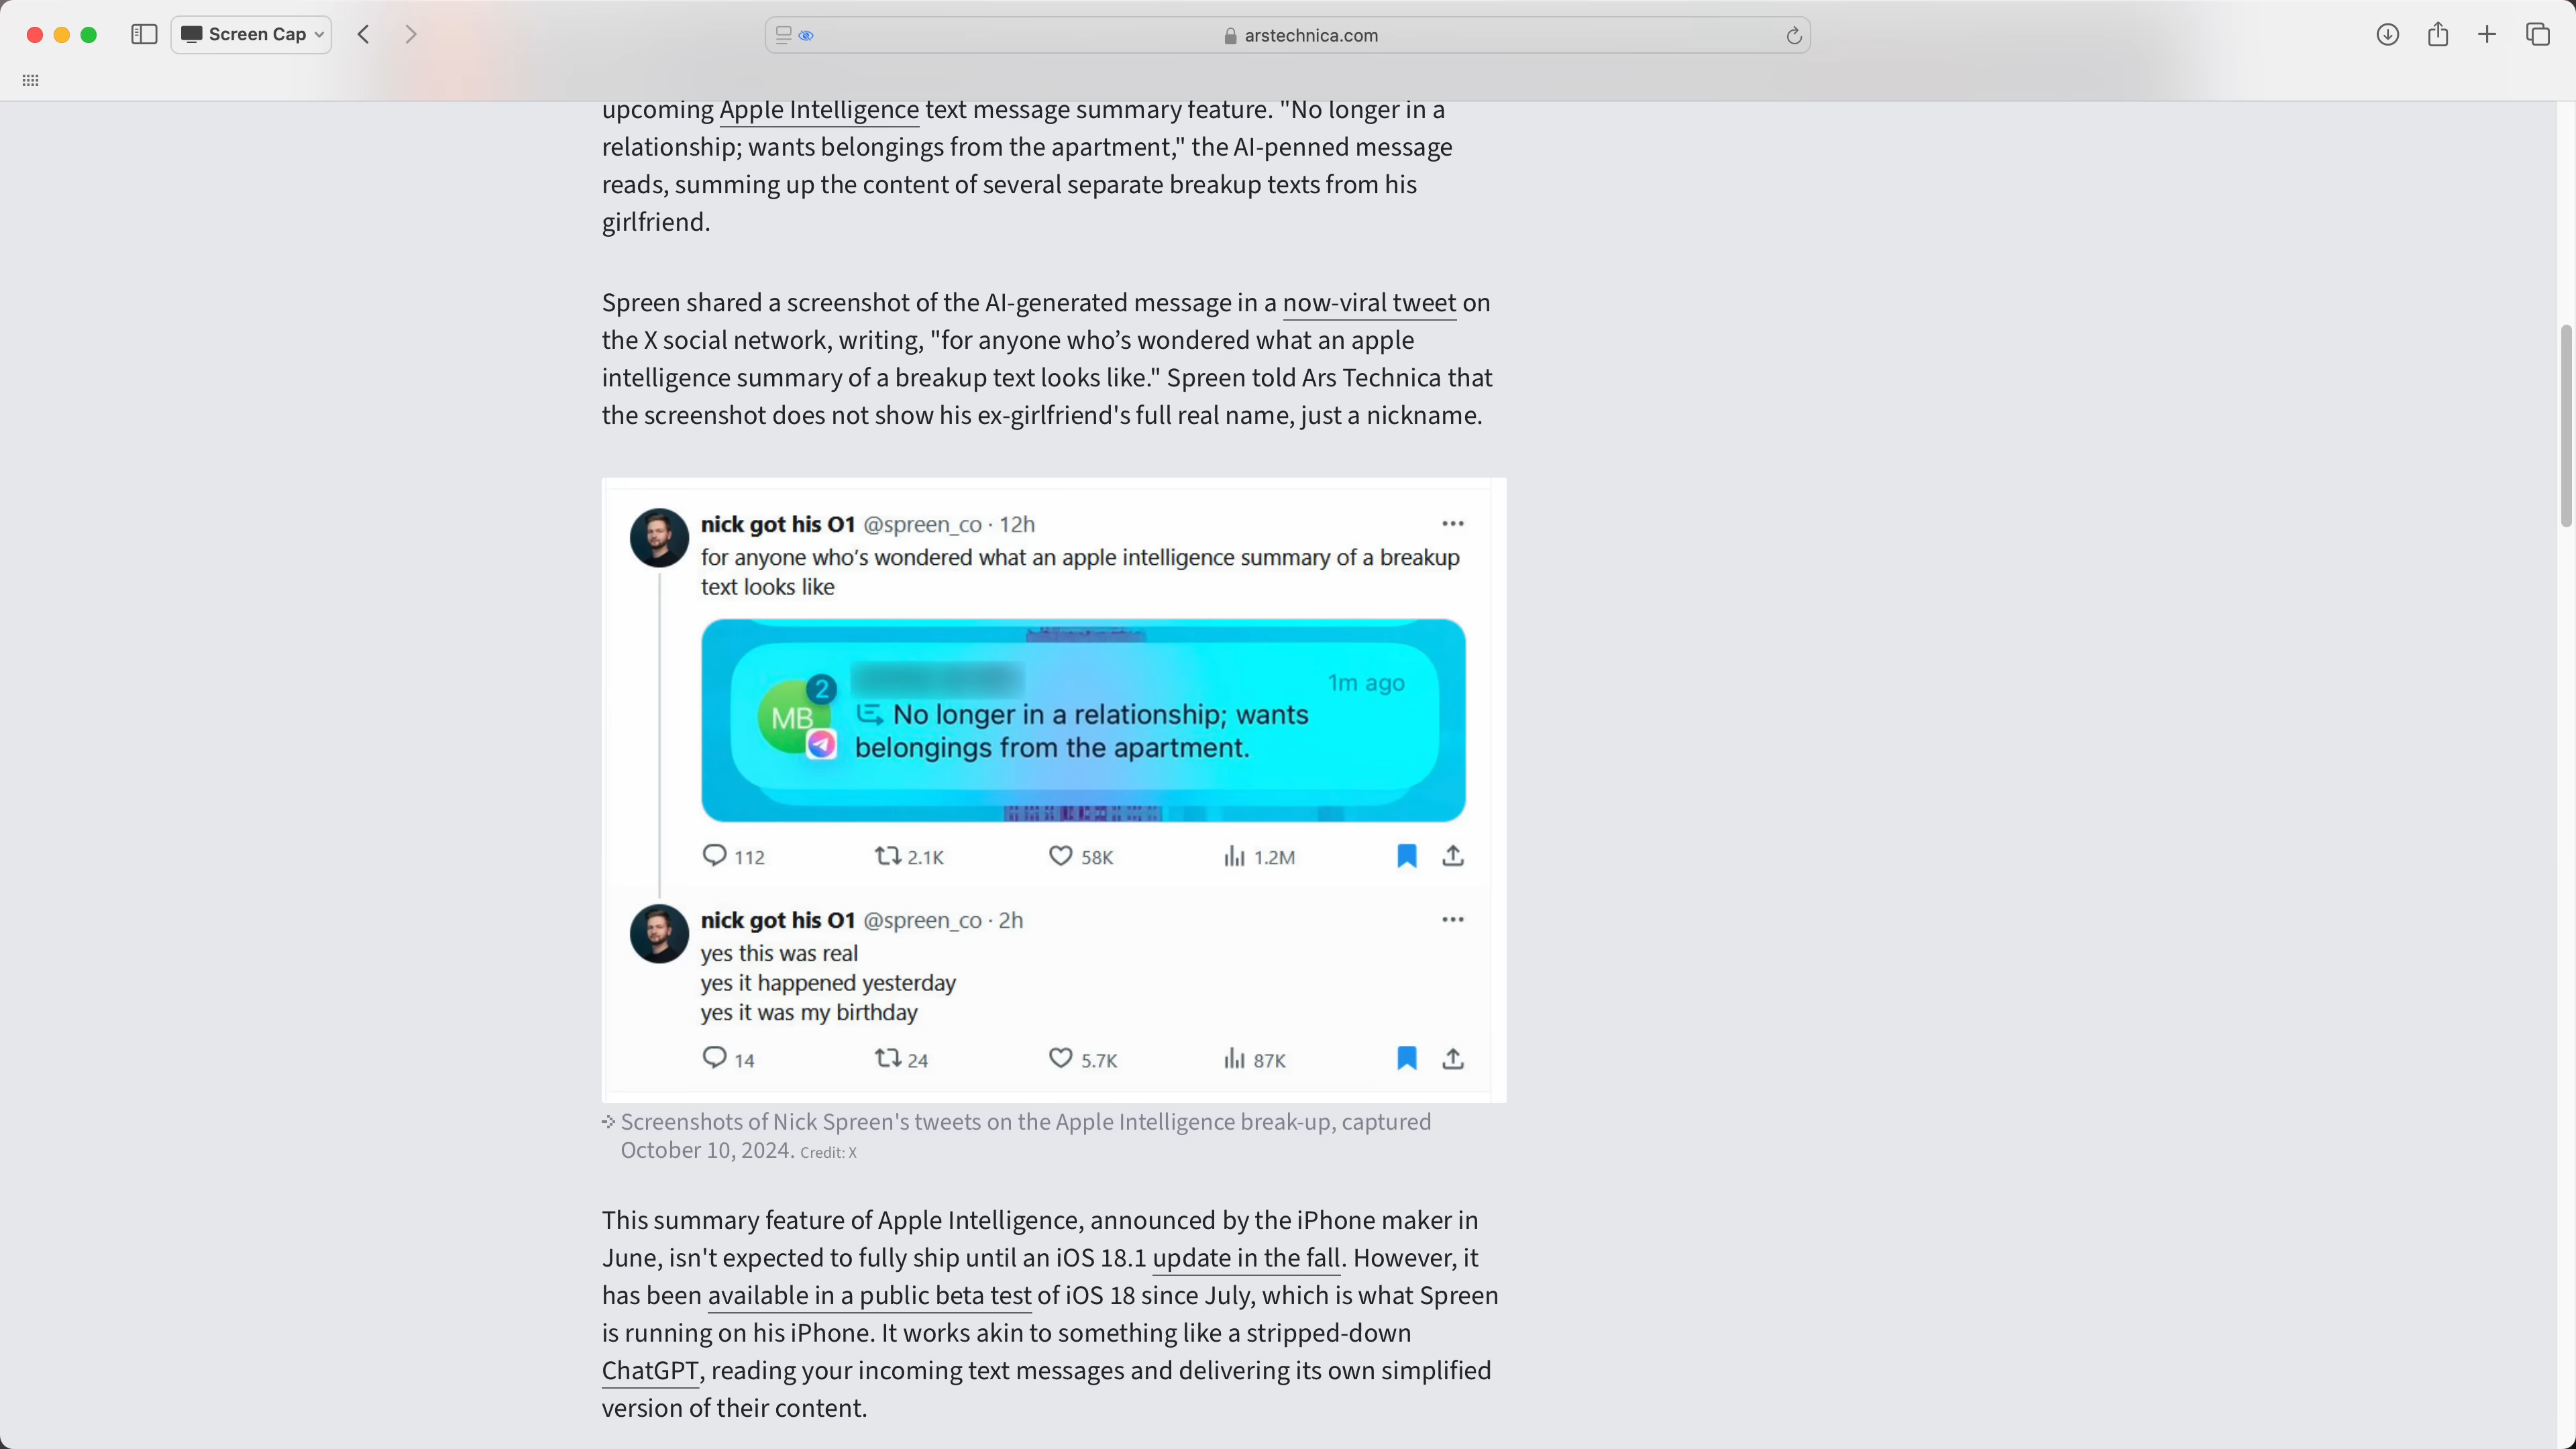 Screen Cap
arstechnica.com
upcoming Apple Intelligence text message summary feature. "No longer in a
relationship; wants belongings from the apartment," the AI-penned message
reads, summing up the content of several separate breakup texts from his
girlfriend.
Spreen shared a screenshot of the AI-generated message in a now-viral tweet on
the X social network, writing, "for anyone who’s wondered what an apple
intelligence summary of a breakup text looks like." Spreen told Ars Technica that
the screenshot does not show his ex-girlfriend's full real name, just a nickname.
nick got his O1 @spreen_co · 12h
for anyone who’s wondered what an apple intelligence summary of a breakup
text looks like
1m ago
2
MB
No longer in a relationship; wants
belongings from the apartment.
112 2.1K 58K 1.2M
nick got his O1 @spreen_co · 2h
yes this was real
yes it happened yesterday
yes it was my birthday
14 24 5.7K 87K
Screenshots of Nick Spreen's tweets on the Apple Intelligence break-up, captured
October 10, 2024. Credit: X
This summary feature of Apple Intelligence, announced by the iPhone maker in
June, isn't expected to fully ship until an iOS 18.1 update in the fall. However, it
has been available in a public beta test of iOS 18 since July, which is what Spreen
is running on his iPhone. It works akin to something like a stripped-down
ChatGPT, reading your incoming text messages and delivering its own simplified
version of their content.